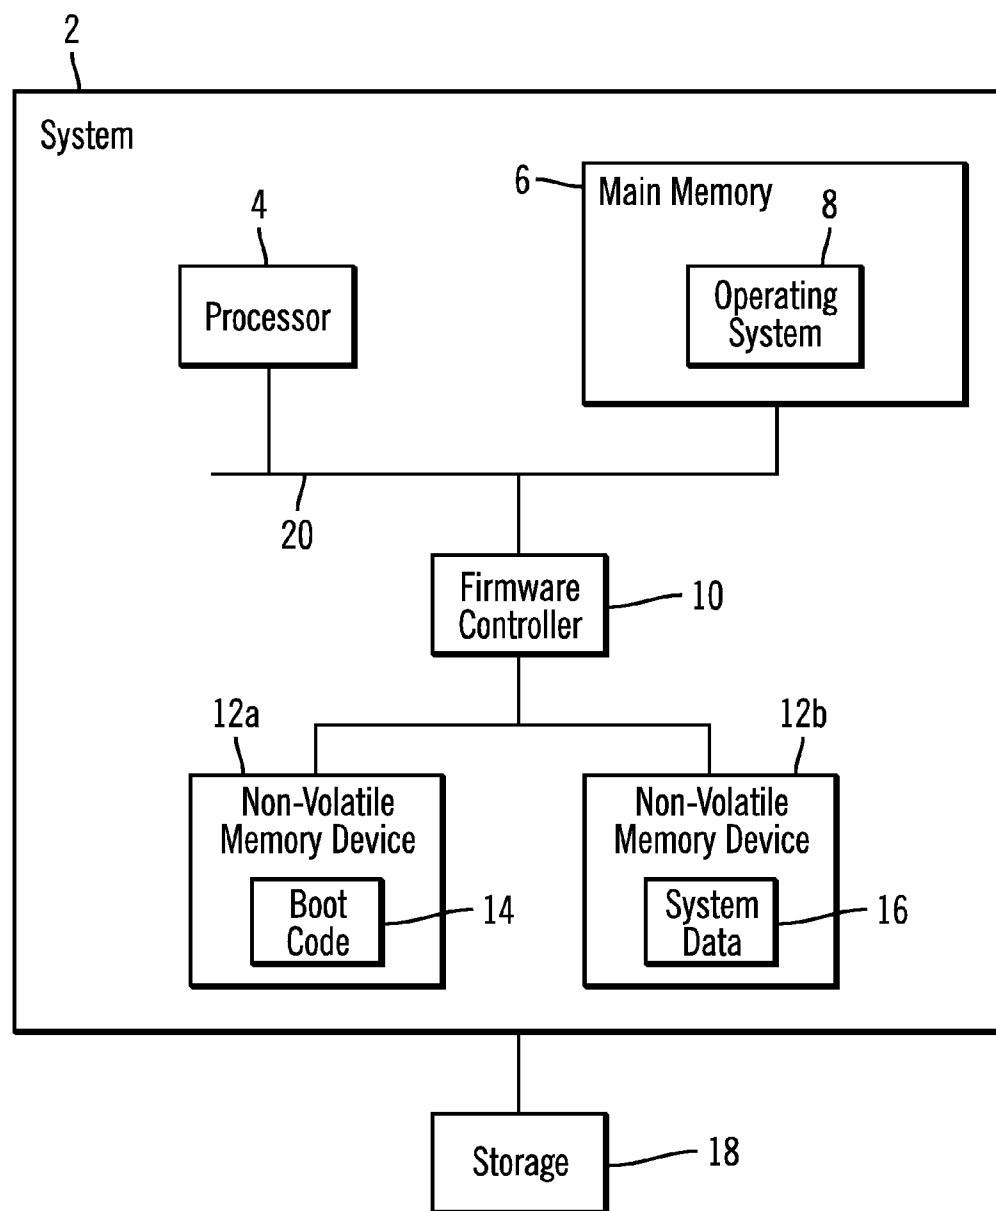 2
System
6
Main Memory
4
8
Processor
Operating
System
20
Firmware
Controller
10
12a
12b
Non-Volatile
Memory Device
Boot
Code
14
Non-Volatile
Memory Device
System
Data
16
Storage
18